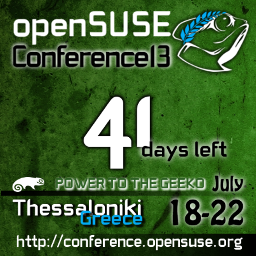 openSUSE
Conference13
41
days left
POWER TO THE GEEKO July
Thessaloniki 18-22
Greece
http://conference.opensuse.org